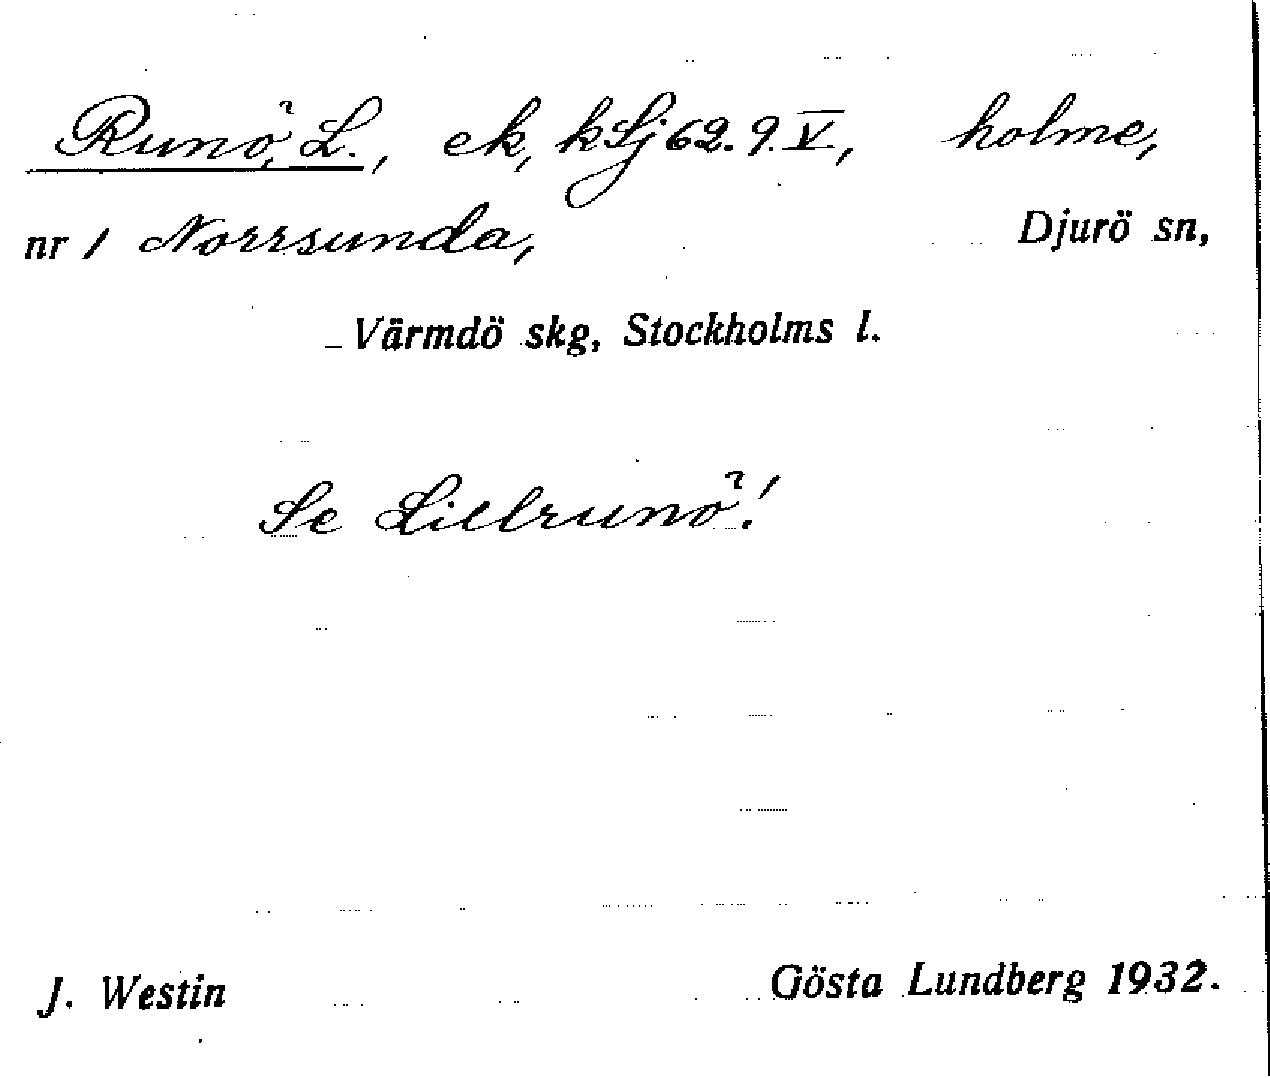 Runö, L., ek, kLj 62.9.V, holme,
nr 1 Norrsunda, Djurö sn,
Värmdö skg, Stockholms l.
Se Lillrunö!
J. Westin Gösta Lundberg 1932.